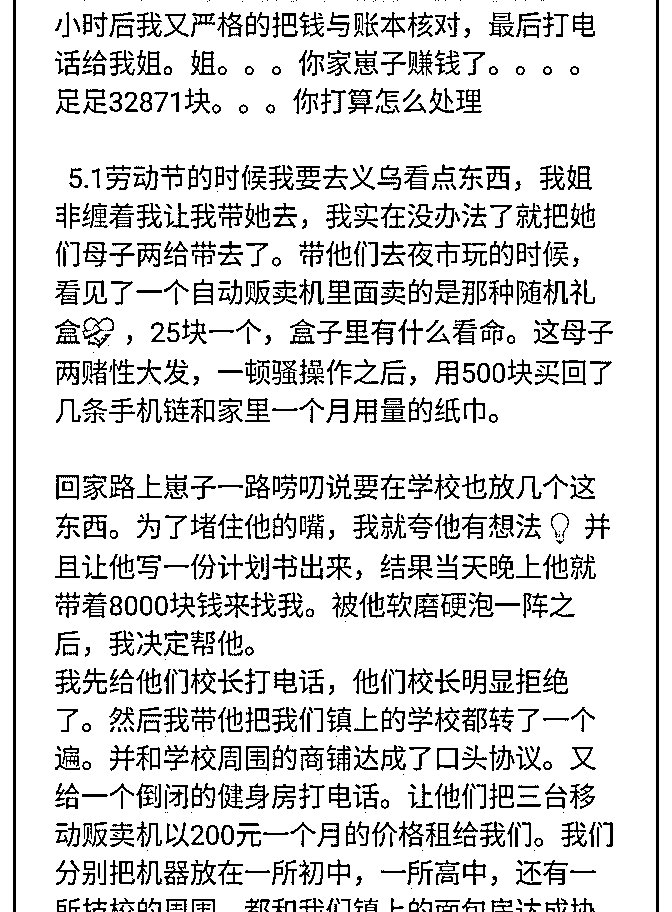 小时后我又严格的把钱与账本核对，最后打电
话给我姐。姐。。。你家崽子赚钱了。。。。
足足32871块。。。你打算怎么处理
5.1劳动节的时候我要去义乌看点东西，我姐
非缠着我让我带她去，我实在没办法了就把她
们母子两给带去了。带他们去夜市玩的时候，
看见了一个自动贩卖机里面卖的是那种随机礼
盒💝，25块一个，盒子里有什么看命。这母子
两赌性大发，一顿骚操作之后，用500块买回了
几条手机链和家里一个月用量的纸巾。
回家路上崽子一路唠叨说要在学校也放几个这
东西。为了堵住他的嘴，我就夸他有想法💡并
且让他写一份计划书出来，结果当天晚上他就
带着8000块钱来找我。被他软磨硬泡一阵之
后，我决定帮他。
我先给他们校长打电话，他们校长明显拒绝
了。然后我带他把我们镇上的学校都转了一个
遍。并和学校周围的商铺达成了口头协议。又
给一个倒闭的健身房打电话。让他们把三台移
动贩卖机以200元一个月的价格租给我们。我们
分别把机器放在一所初中，一所高中，还有一
所技校的周围。都和我们镇上的面包店达成协